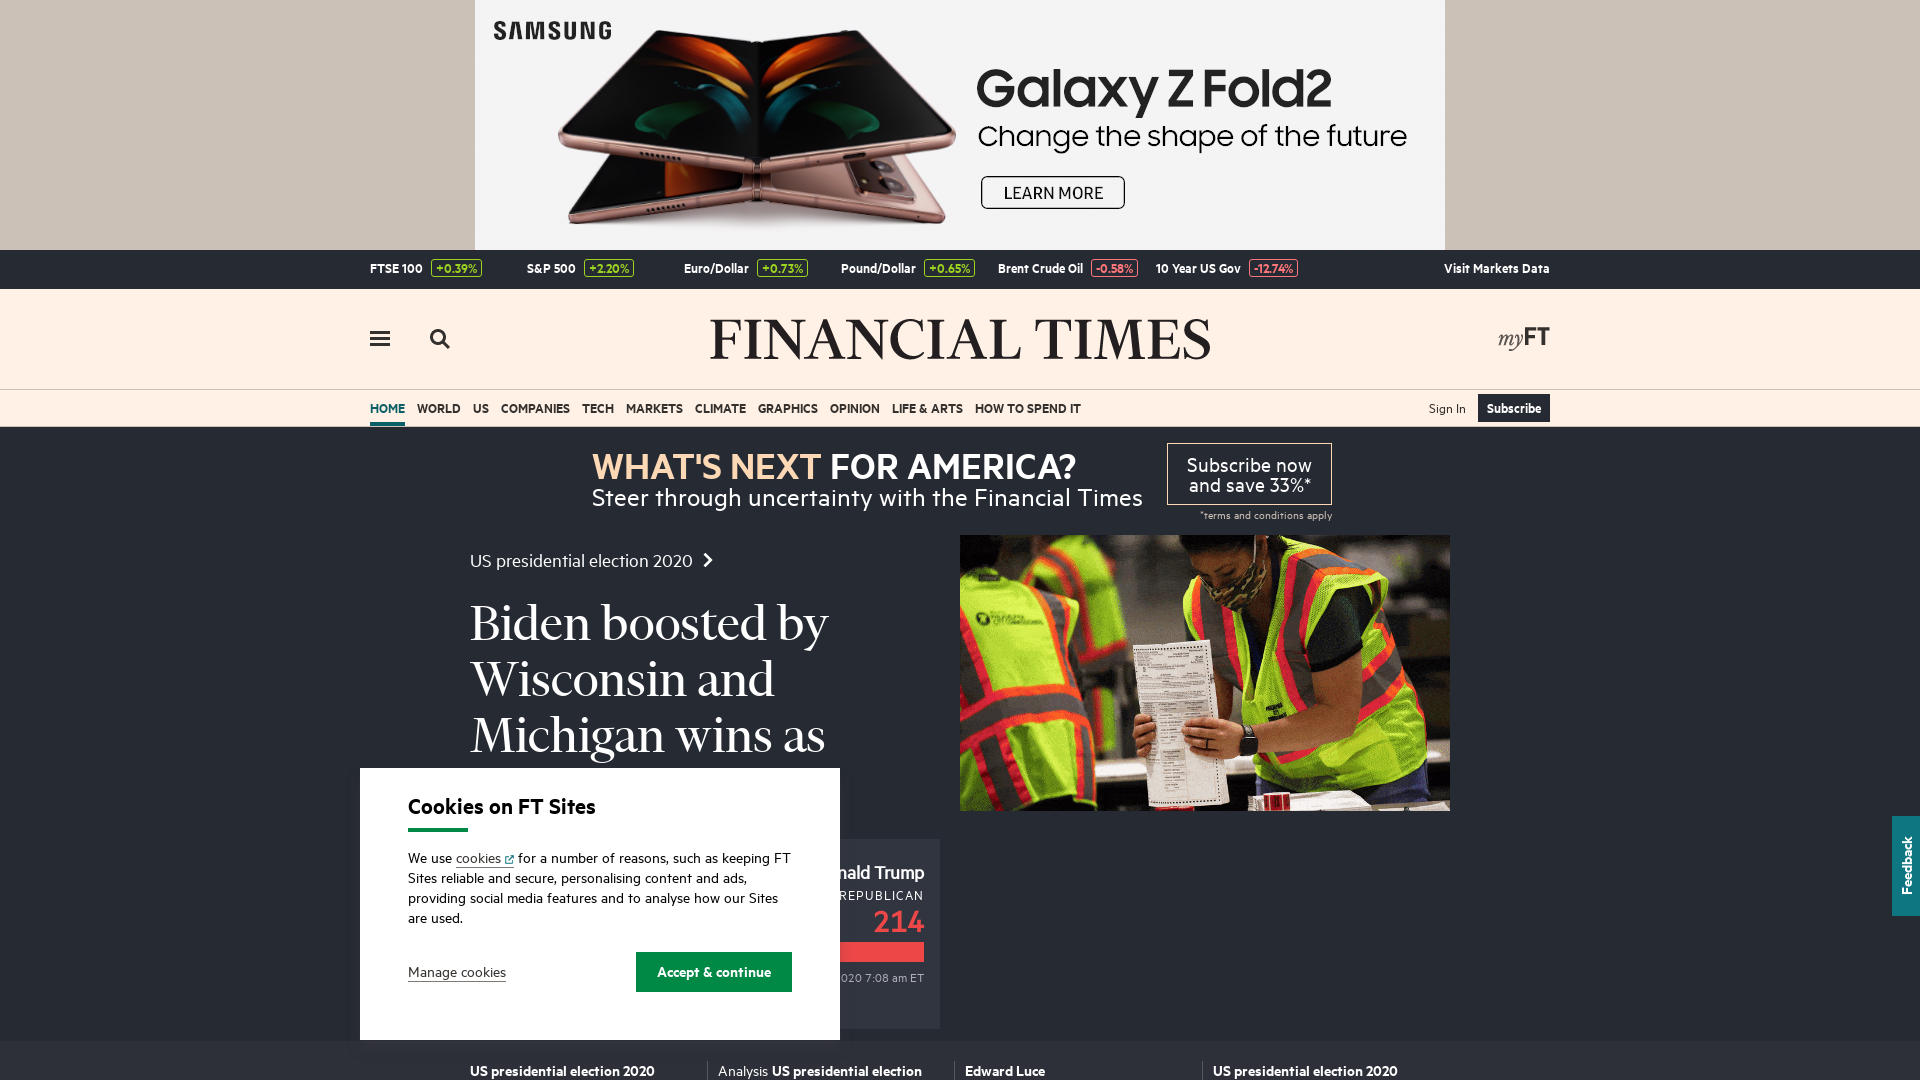 SAMSUNG
Galaxy Z Fold2
Change the shape of the future
LEARN MORE
FTSE 100 +0.39% S&P 500 +2.20% Euro/Dollar +0.73% Pound/Dollar +0.65% Brent Crude Oil -0.58% 10 Year US Gov -12.74% Visit Markets Data
FINANCIAL TIMES
myFT
HOME WORLD US COMPANIES TECH MARKETS CLIMATE GRAPHICS OPINION LIFE & ARTS HOW TO SPEND IT Sign In Subscribe
WHAT'S NEXT FOR AMERICA?
Steer through uncertainty with the Financial Times
Subscribe now
and save 33%*
*terms and conditions apply
US presidential election 2020
Biden boosted by
Wisconsin and
Michigan wins as
Cookies on FT Sites
We use cookies for a number of reasons, such as keeping FT
Sites reliable and secure, personalising content and ads,
providing social media features and to analyse how our Sites
are used.
Manage cookies
Accept & continue
nald Trump
REPUBLICAN
214
020 7:08 am ET
Feedback
US presidential election 2020
Analysis US presidential election
Edward Luce
US presidential election 2020